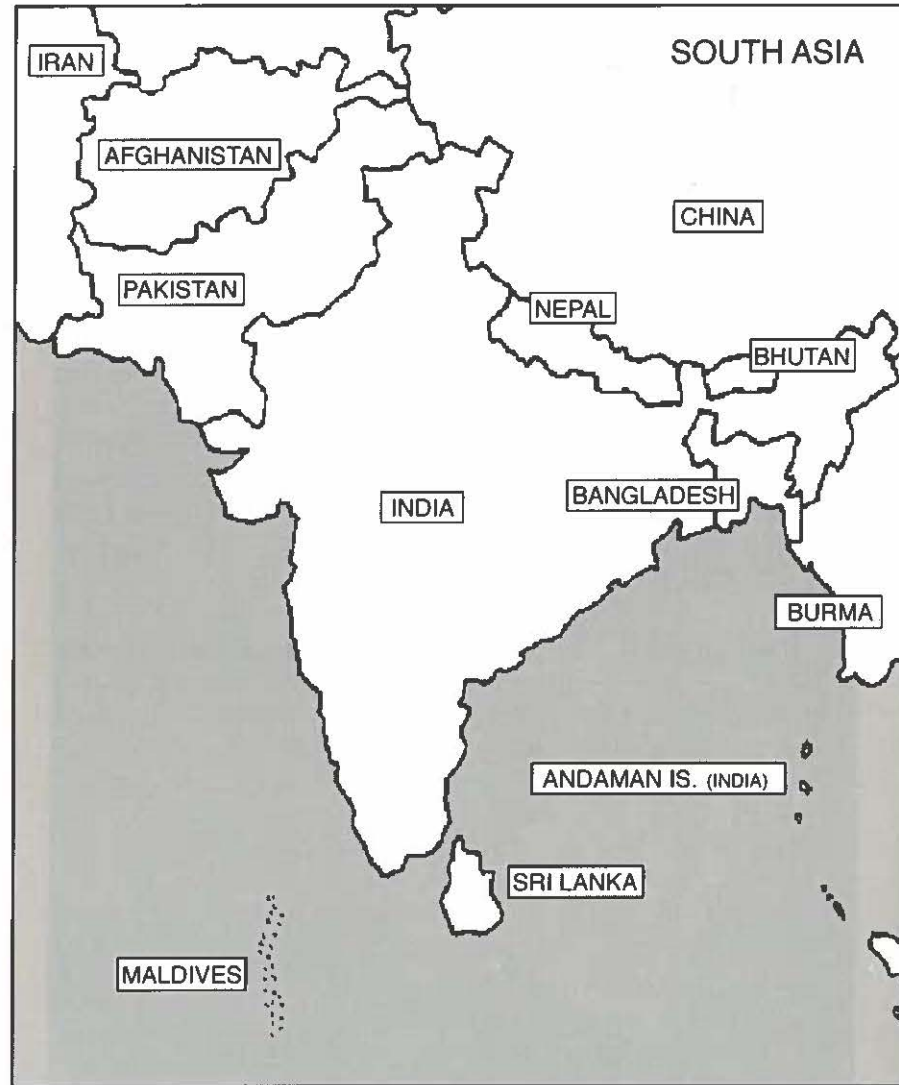 SOUTH ASIA
IRAN
AFGHANISTAN
CHINA
PAKISTAN
NEPAL
BHUTAN
BANGLADESH
INDIA
BURMA
ANDAMAN IS. (INDIA)
SRI LANKA
MALDIVES